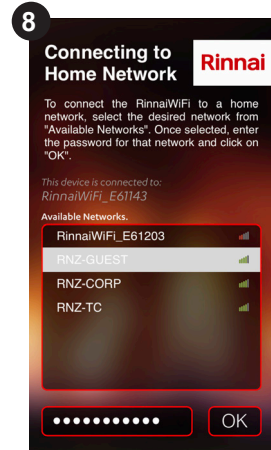 8
Connecting to
Home Network
Rinnai
To connect the RinnaiWiFi to a home
network, select the desired network from
"Available Networks". Once selected, enter
the password for that network and click on
"OK".
This device is connected to:
RinnaiWiFi_E61143
Available Networks.
RinnaiWiFi_E61203
RNZ-GUEST
RNZ-CORP
RNZ-TC
●●●●●●●●●●●
OK